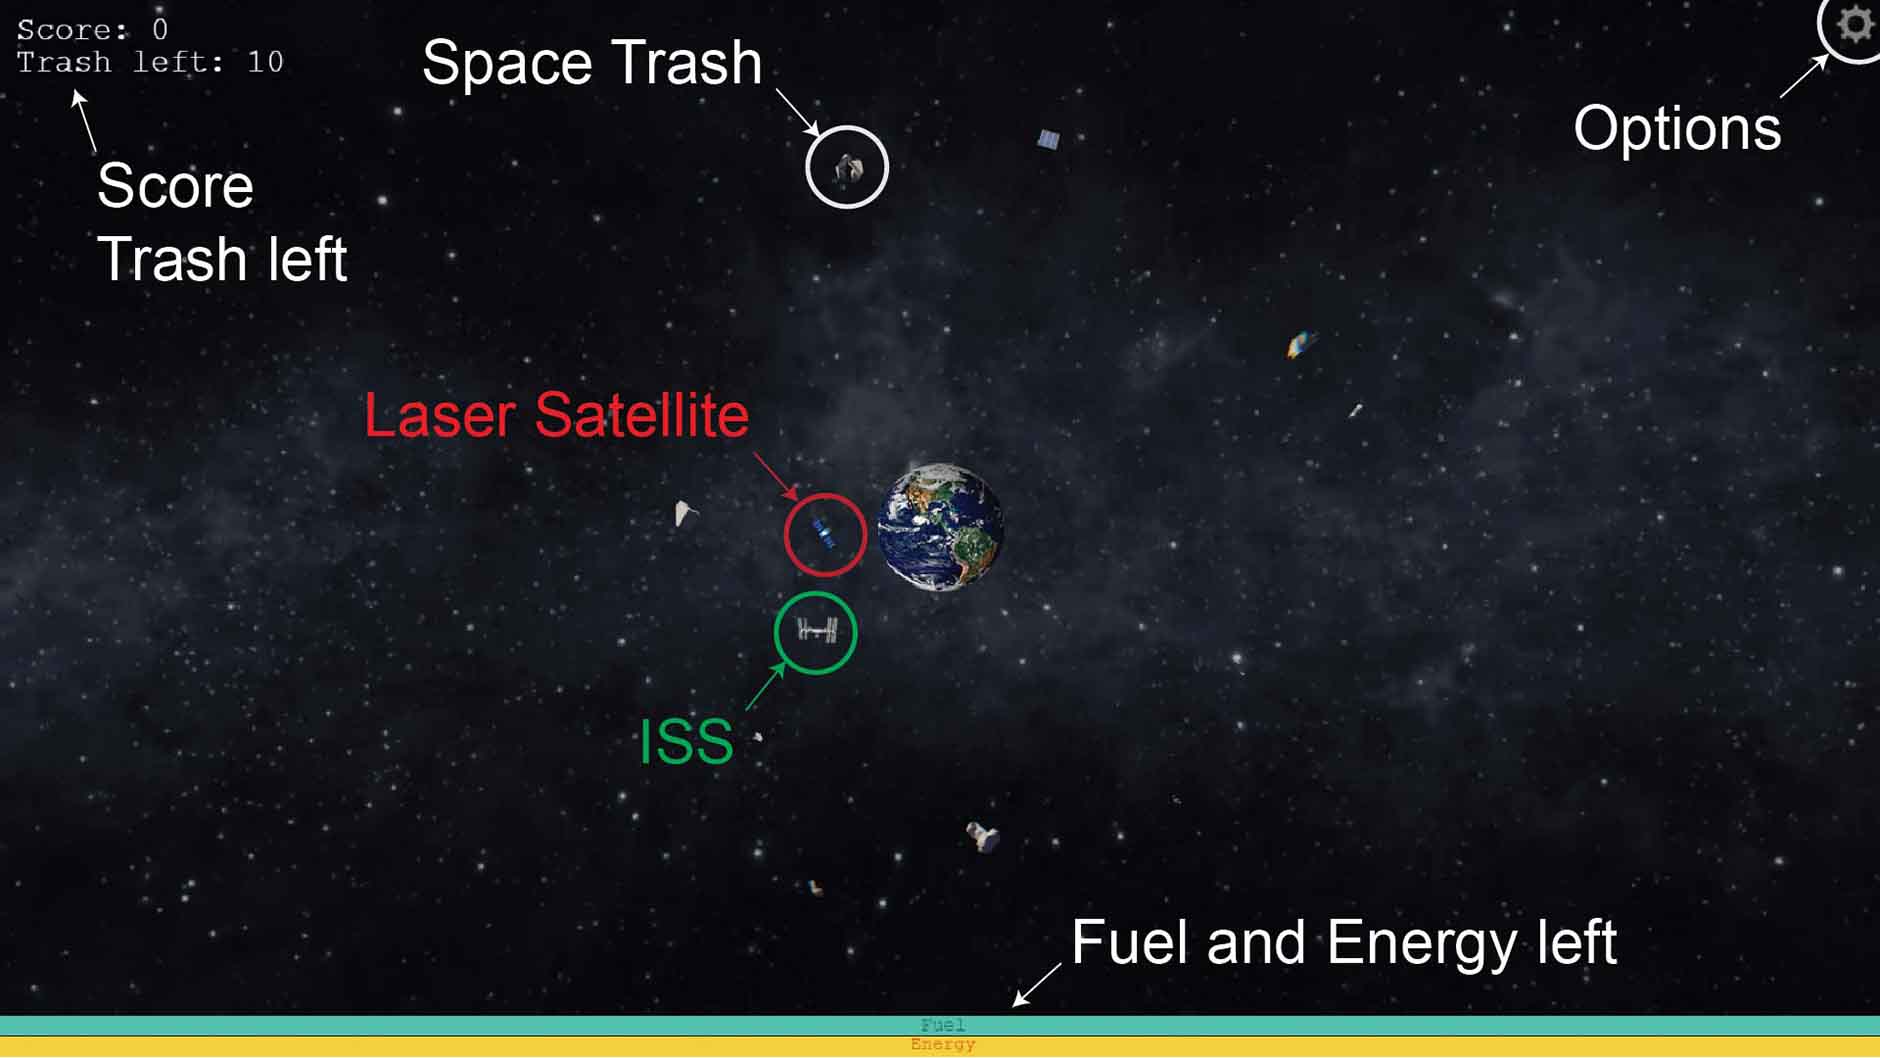 Score: 0
Trash left: 10
Space Trash
Options
Score
Trash left
Laser Satellite
ISS
Fuel and Energy left
Fuel
Energy